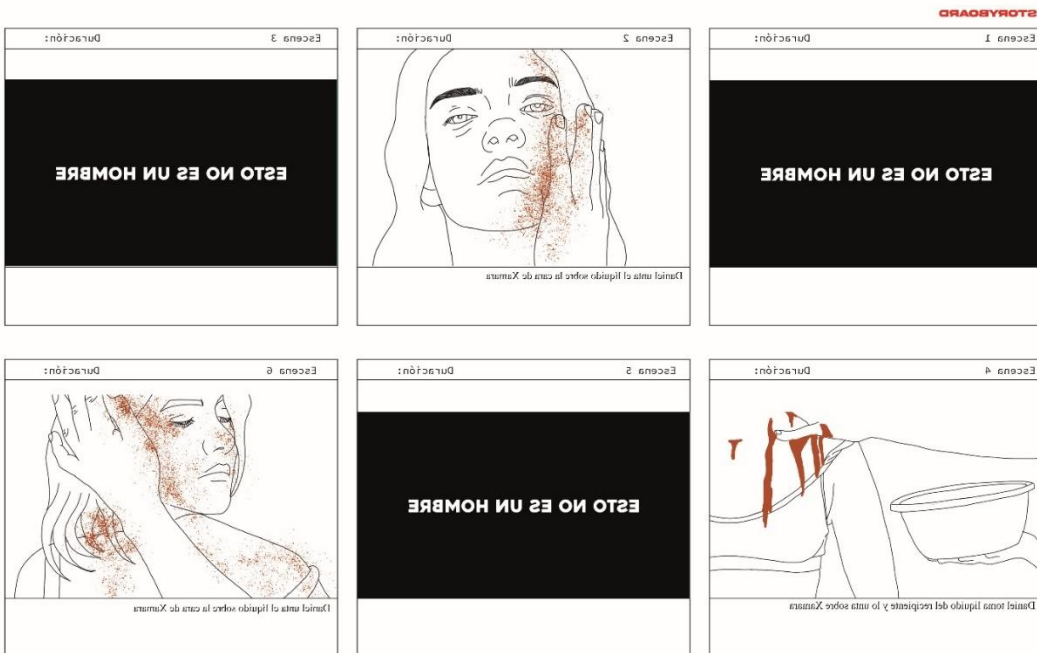 STORYBOARD
Escena 1 Duración:
ESTO NO ES UN HOMBRE
Escena 2 Duración:
Daniel unta el líquido sobre la cara de Xamara
Escena 3 Duración:
ESTO NO ES UN HOMBRE
Escena 4 Duración:
Daniel toma líquido del recipiente y lo unta sobre Xamara
Escena 5 Duración:
ESTO NO ES UN HOMBRE
Escena 6 Duración:
Daniel unta el líquido sobre la cara de Xamara